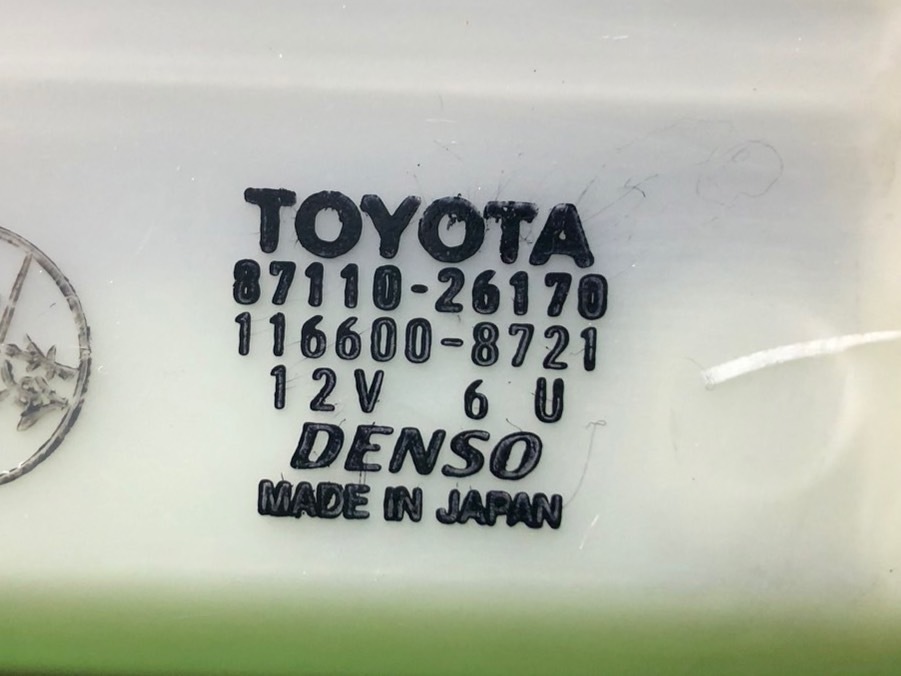 TOYOTA
87110-26170
116600-8721
12V 6 U
DENSO
MADE IN JAPAN